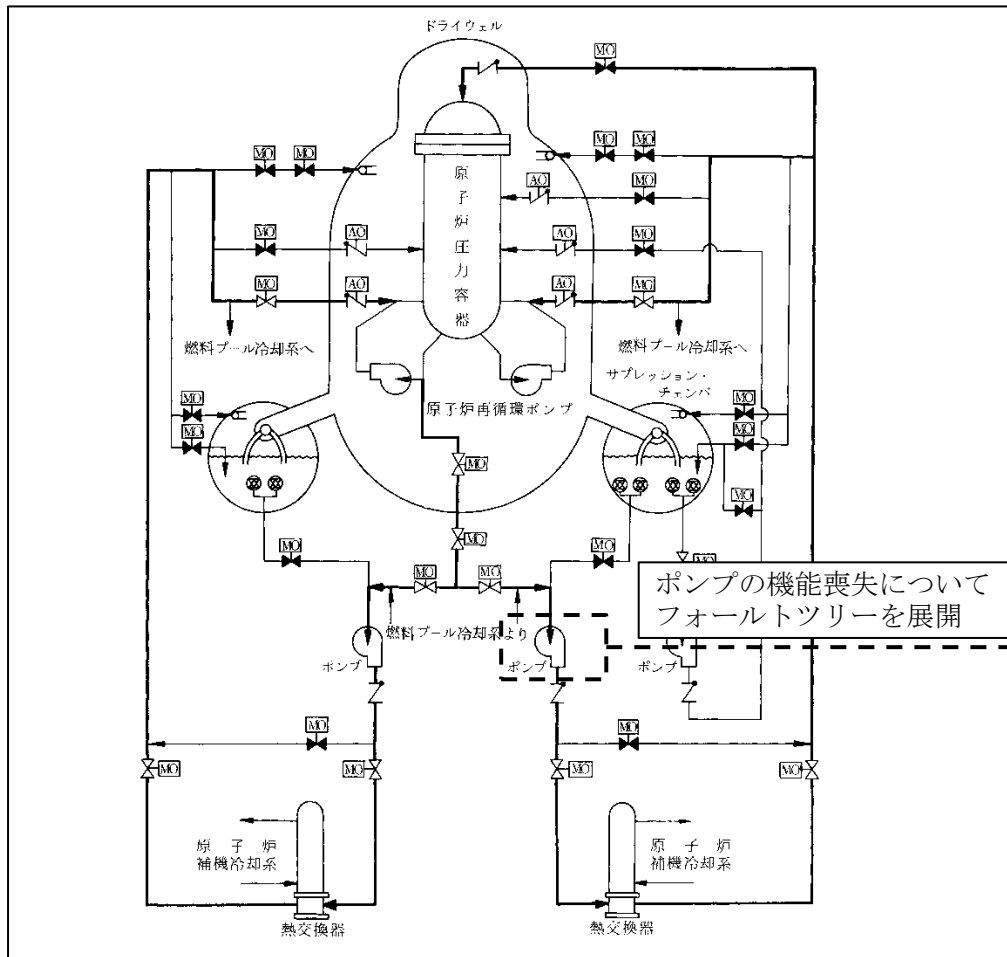 ドライウェル
MO
MO
MO
MO
MO
MO
AO
MO
原子炉圧力容器
MO
AO
AO
MO
MO
AO
AO
MG
燃料プール冷却系へ
燃料プール冷却系へ
サプレッション・
チェンバ
原子炉再循環ポンプ
MO
MO
MO
MO
MO
MO
MO
MO
MO
MO
MO
MO
ポンプの機能喪失について
フォールトツリーを展開
燃料プール冷却系より
ポンプ
ポンプ
ポンプ
MO
MO
MO
MO
MO
MO
原子炉
補機冷却系
原子炉
補機冷却系
熱交換器
熱交換器